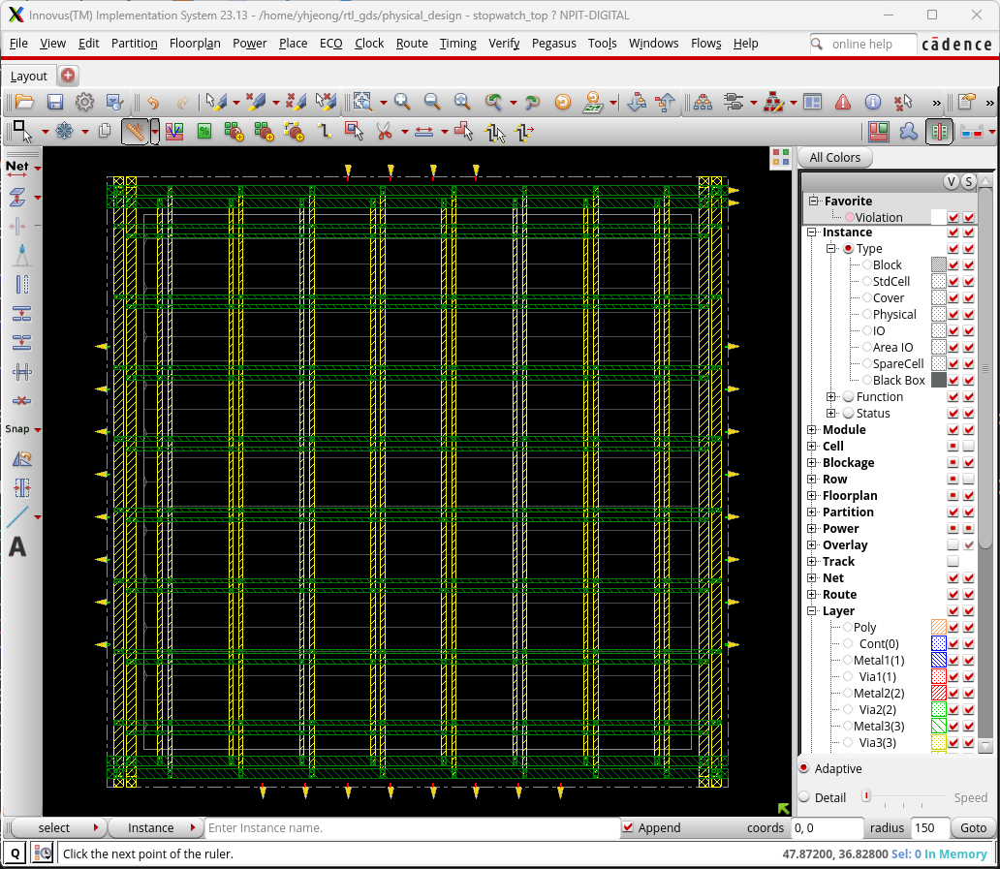 Innovus(TM) Implementation System 23.13 - /home/yhjeong/rtl_gds/physical_design - stopwatch_top ? NPIT-DIGITAL
File View Edit Partition Floorplan Power Place ECO Clock Route Timing Verify Pegasus Tools Windows Flows Help
online help
cādence
Layout
»
»
Net
Snap
A
All Colors
V S
Favorite
Violation
Instance
Type
Block
StdCell
Cover
Physical
IO
Area IO
SpareCell
Black Box
Function
Status
Module
Cell
Blockage
Row
Floorplan
Partition
Power
Overlay
Track
Net
Route
Layer
Poly
Cont(0)
Metal1(1)
Via1(1)
Metal2(2)
Via2(2)
Metal3(3)
Via3(3)
Adaptive
Detail
Speed
select Instance Enter Instance name. Append coords 0, 0 radius 150 Goto
Q Click the next point of the ruler. 47.87200, 36.82800 Sel: 0 In Memory